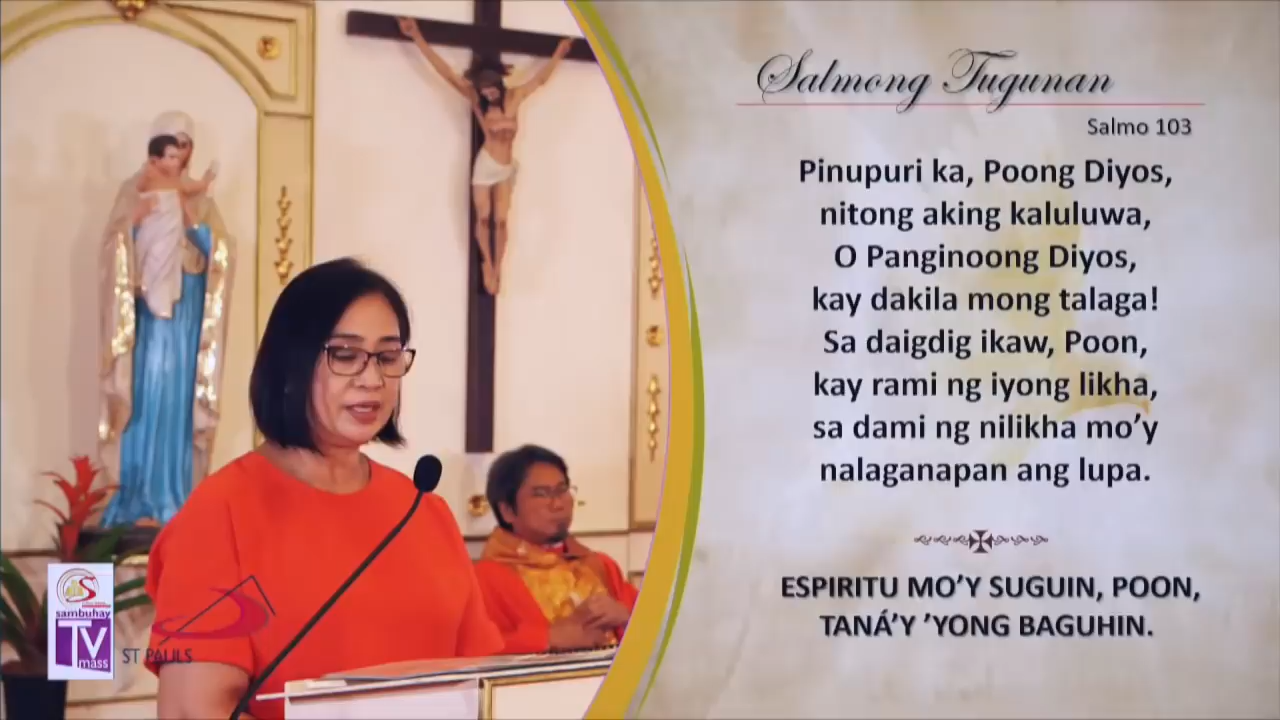 Salmong Tugunan
Salmo 103
Pinupuri ka, Poong Diyos,
nitong aking kaluluwa,
O Panginoong Diyos,
kay dakila mong talaga!
Sa daigdig ikaw, Poon,
kay rami ng iyong likha,
sa dami ng nilikha mo’y
nalaganapan ang lupa.
ESPIRITU MO’Y SUGUIN, POON,
TANÁ’Y ’YONG BAGUHIN.
sambuhay
TV
mass
ST PAULS